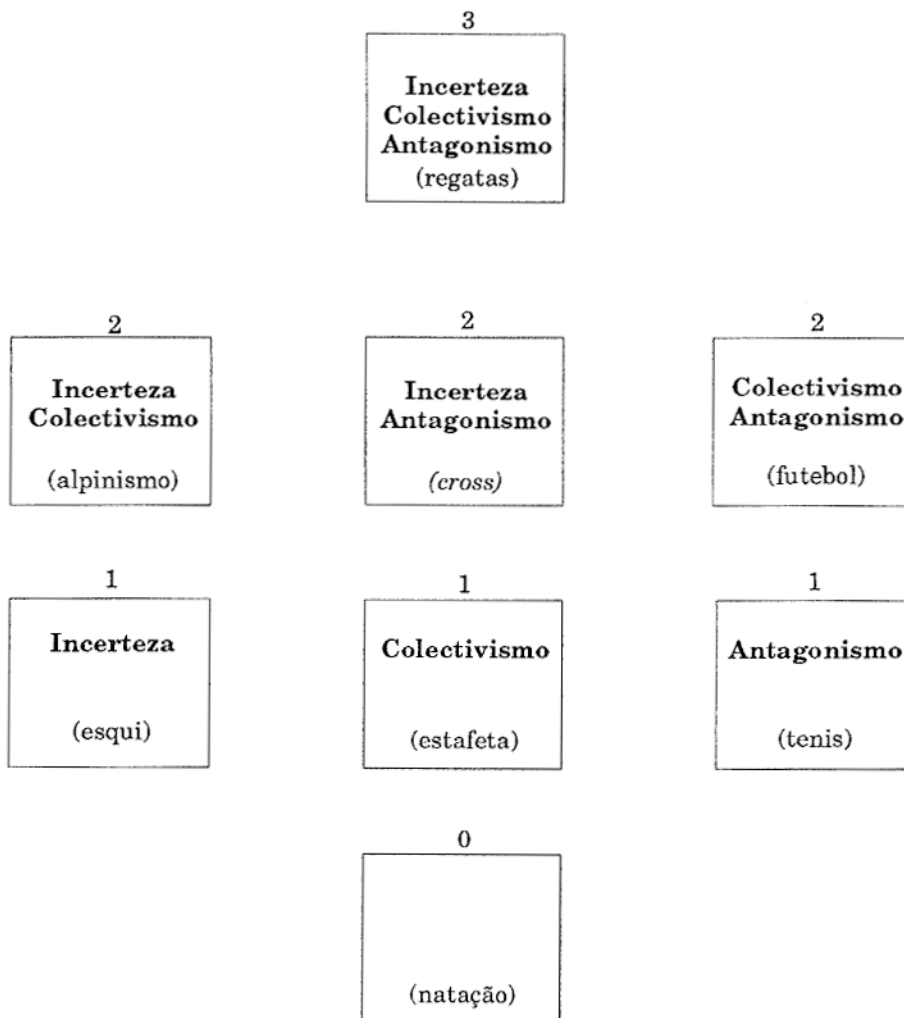 3
Incerteza
Colectivismo
Antagonismo
(regatas)
2
Incerteza
Colectivismo
(alpinismo)
2
Incerteza
Antagonismo
(cross)
2
Colectivismo
Antagonismo
(futebol)
1
Incerteza
(esqui)
1
Colectivismo
(estafeta)
1
Antagonismo
(tenis)
0
(natação)